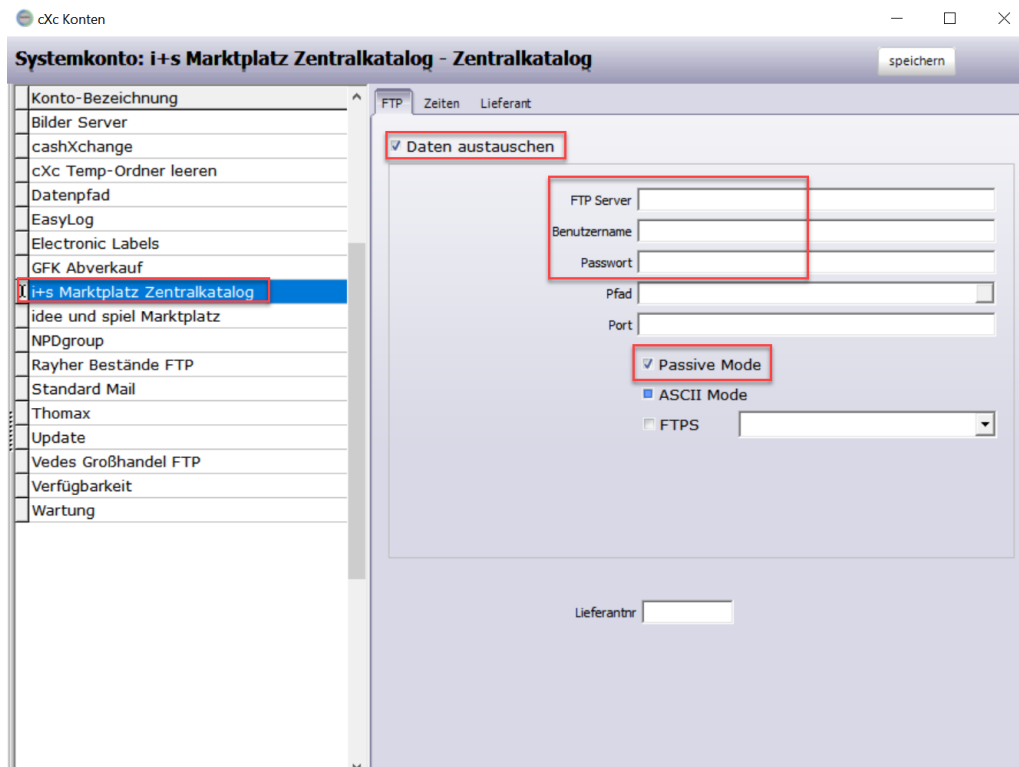 cXc Konten
Systemkonto: i+s Marktplatz Zentralkatalog - Zentralkatalog
speichern
Konto-Bezeichnung
Bilder Server
cashXchange
cXc Temp-Ordner leeren
Datenpfad
EasyLog
Electronic Labels
GFK Abverkauf
i+s Marktplatz Zentralkatalog
idee und spiel Marktplatz
NPDgroup
Rayher Bestände FTP
Standard Mail
Thomax
Update
Vedes Großhandel FTP
Verfügbarkeit
Wartung
FTP Zeiten Lieferant
Daten austauschen
FTP Server
Benutzername
Passwort
Pfad
Port
Passive Mode
ASCII Mode
FTPS
Lieferantnr